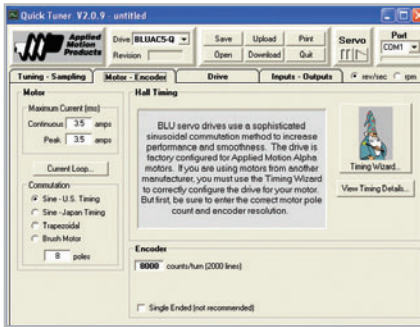 Quick Tuner V2.0.9 - untitled
Applied
Motion
Products
Drive BLUAC5-Q
Revision
Save Upload Print
Open Download Quit
Servo
Port
COM1
Tuning - Sampling Motor - Encoder Drive Inputs - Outputs rev/sec rpm
Motor
Maximum Current (rms)
Continuous 3.5 amps
Peak 3.5 amps
Current Loop...
Commutation
Sine - U.S. Timing
Sine - Japan Timing
Trapezoidal
Brush Motor
8 poles
Hall Timing
BLU servo drives use a sophisticated
sinusoidal commutation method to increase
performance and smoothness. The drive is
factory configured for Applied Motion Alpha
motors. If you are using motors from another
manufacturer, you must use the Timing Wizard
to correctly configure the drive for your motor.
But first, be sure to enter the correct motor pole
count and encoder resolution.
Timing Wizard...
View Timing Details...
Encoder
8000 counts/turn (2000 lines)
Single Ended (not recommended)